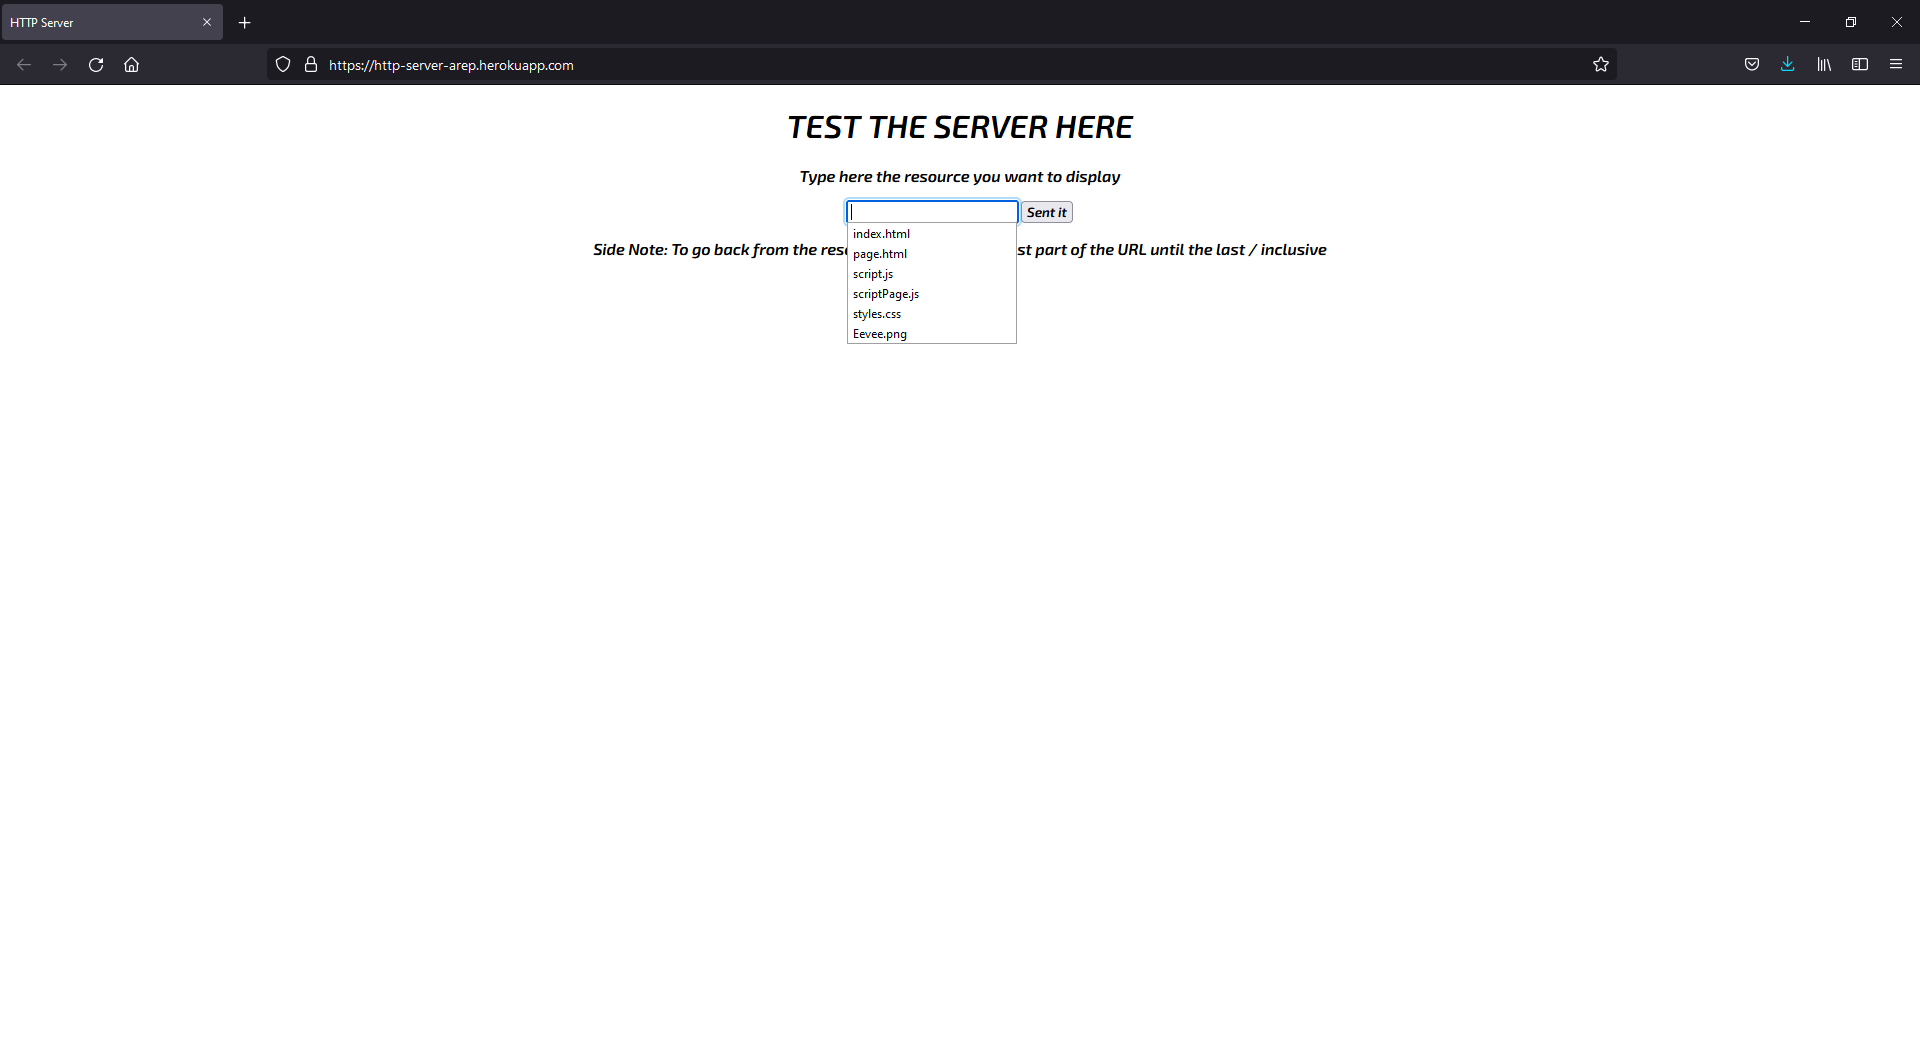 HTTP Server
https://http-server-arep.herokuapp.com
TEST THE SERVER HERE
Type here the resource you want to display
Sent it
index.html
Side Note: To go back from the st part of the URL until the last / inclusive
page.html
script.js
scriptPage.js
styles.css
Eevee.png